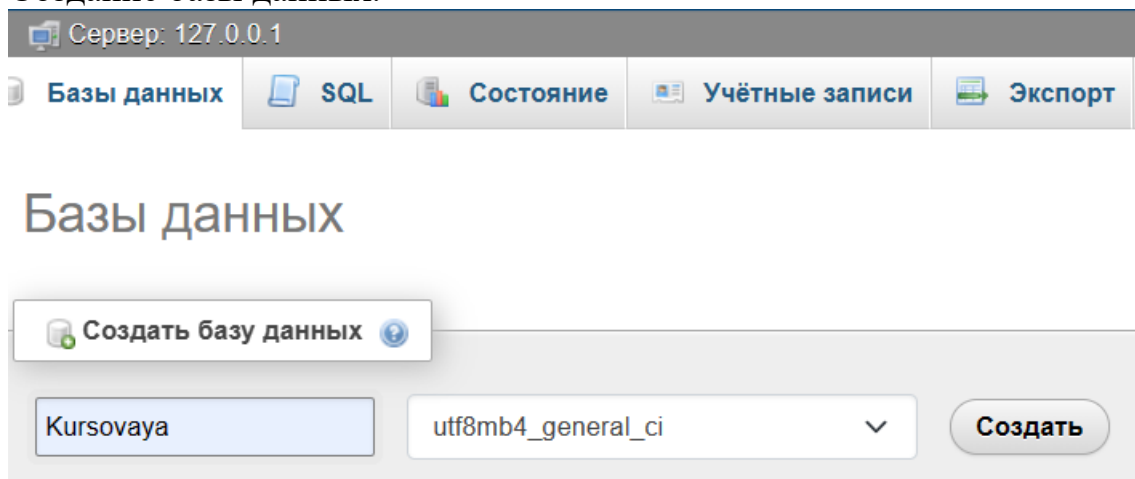 Сервер: 127.0.0.1
Базы данных SQL Состояние Учётные записи Экспорт
Базы данных
Создать базу данных
Kursovaya utf8mb4_general_ci Создать